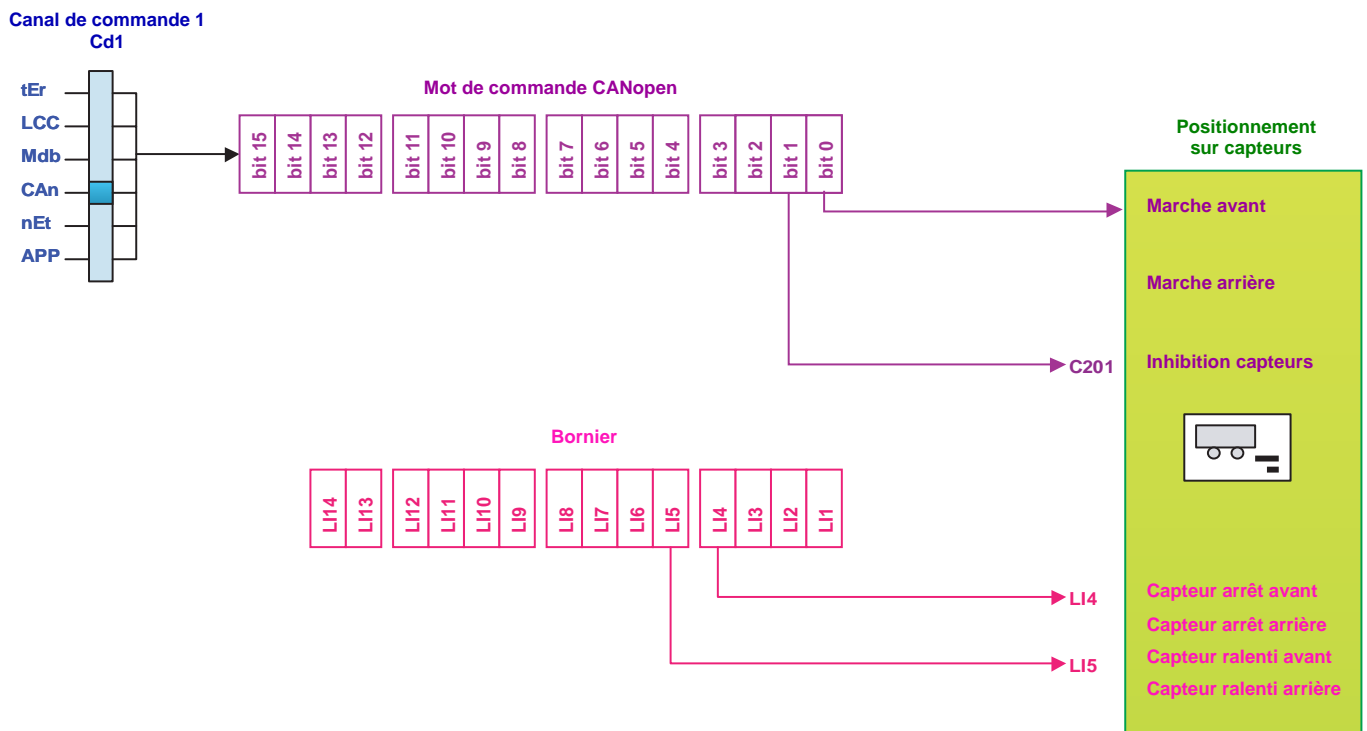 Canal de commande 1
Cd1
tEr
LCC
Mdb
CAn
nEt
APP
Mot de commande CANopen
bit 15
bit 14
bit 13
bit 12
bit 11
bit 10
bit 9
bit 8
bit 7
bit 6
bit 5
bit 4
bit 3
bit 2
bit 1
bit 0
Positionnement
sur capteurs
Marche avant
Marche arrière
C201
Inhibition capteurs
Bornier
LI14
LI13
LI12
LI11
LI10
LI9
LI8
LI7
LI6
LI5
LI4
LI3
LI2
LI1
LI4
Capteur arrêt avant
Capteur arrêt arrière
LI5
Capteur ralenti avant
Capteur ralenti arrière